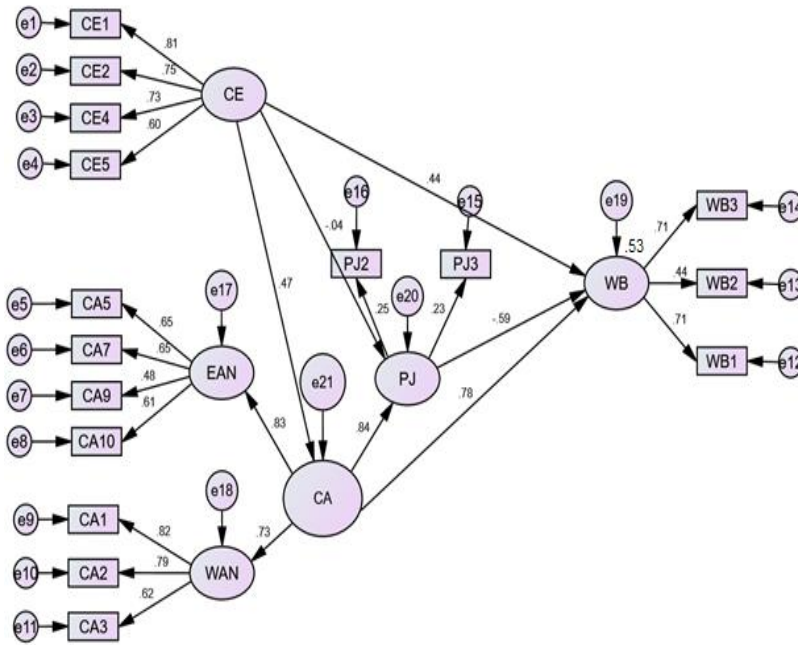 e1 CE1
.81
e2 CE2 .75
CE
e3 CE4 .73
e4 CE5 .60
.44
e16 e15
e19
WB3 e14
-.04
.71
.53
PJ2 PJ3
.47
WB .44 WB2 e13
e17
e20
e5 CA5
.25 .23 -.59
.71
.65
e6 CA7 .65
WB1 e12
EAN
e21
PJ
e7 CA9 .48
.78
e8 CA10 .61
.83 .84
e18
CA
e9 CA1
.82
.73
e10 CA2 .79
WAN
.62
e11 CA3